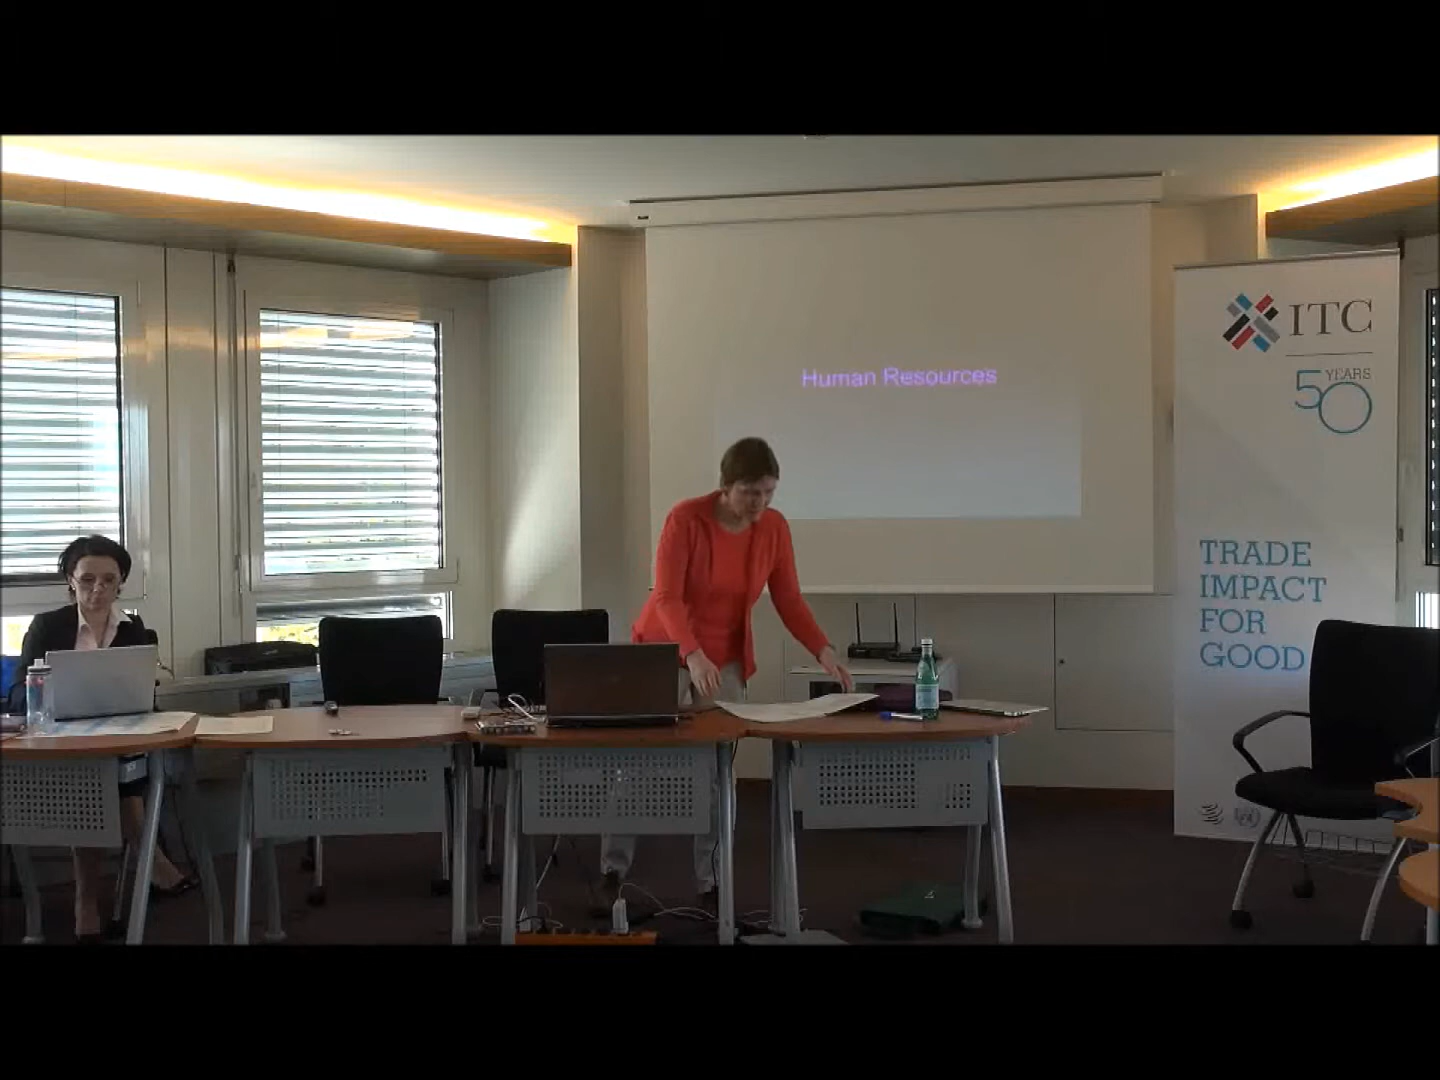 Human Resources
ITC
50 YEARS
TRADE
IMPACT
FOR
GOOD